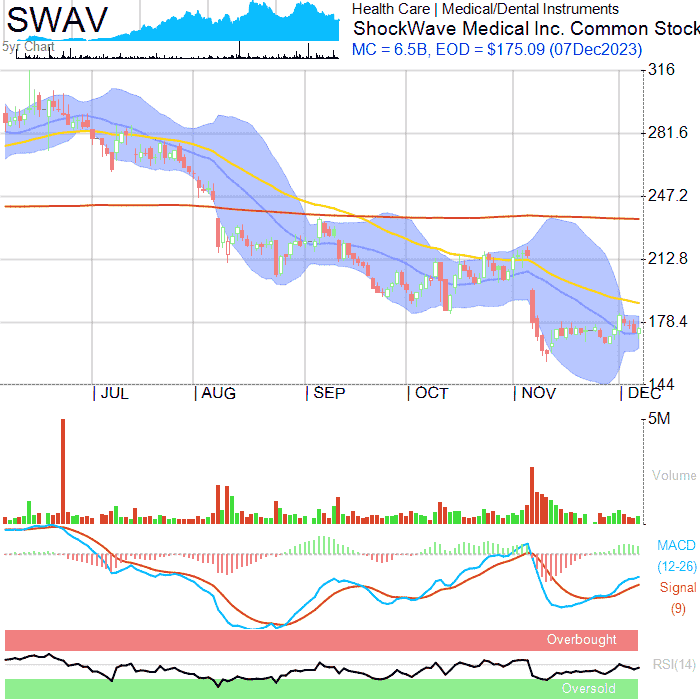 SWAV
5yr Chart
Health Care | Medical/Dental Instruments
ShockWave Medical Inc. Common Stock
MC = 6.5B, EOD = $175.09 (07Dec2023)
316
281.6
247.2
212.8
178.4
144
JUL AUG SEP OCT NOV DEC
5M
Volume
MACD
(12-26)
Signal
(9)
Overbought
RSI(14)
Oversold